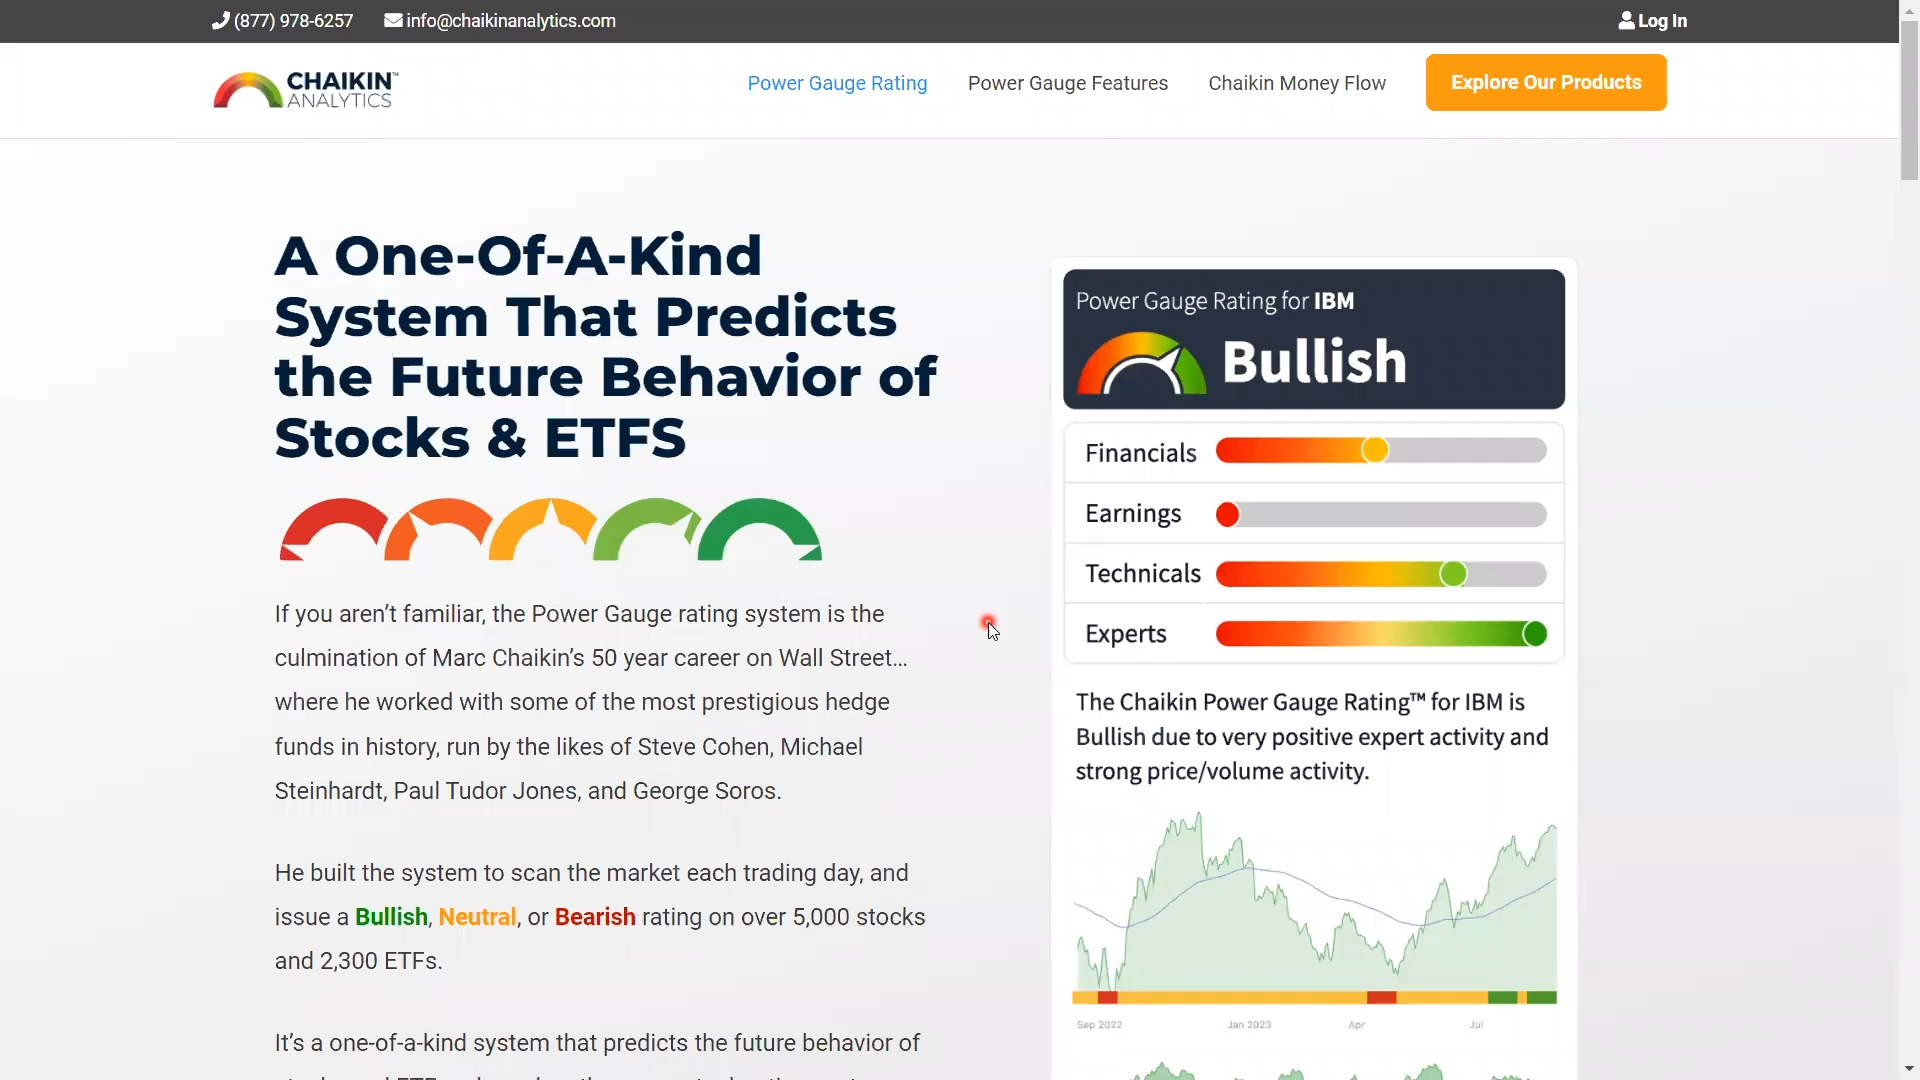 (877) 978-6257
info@chaikinanalytics.com
Log In
CHAIKIN™
ANALYTICS
Power Gauge Rating
Power Gauge Features
Chaikin Money Flow
Explore Our Products
A One-Of-A-Kind
System That Predicts
the Future Behavior of
Stocks & ETFS
If you aren't familiar, the Power Gauge rating system is the
culmination of Marc Chaikin's 50 year career on Wall Street...
where he worked with some of the most prestigious hedge
funds in history, run by the likes of Steve Cohen, Michael
Steinhardt, Paul Tudor Jones, and George Soros.
He built the system to scan the market each trading day, and
issue a Bullish, Neutral, or Bearish rating on over 5,000 stocks
and 2,300 ETFs.
It's a one-of-a-kind system that predicts the future behavior of
Power Gauge Rating for IBM
Bullish
Financials
Earnings
Technicals
Experts
The Chaikin Power Gauge Rating™ for IBM is
Bullish due to very positive expert activity and
strong price/volume activity.
Sep 2022
Jan 2023
Apr
Jul